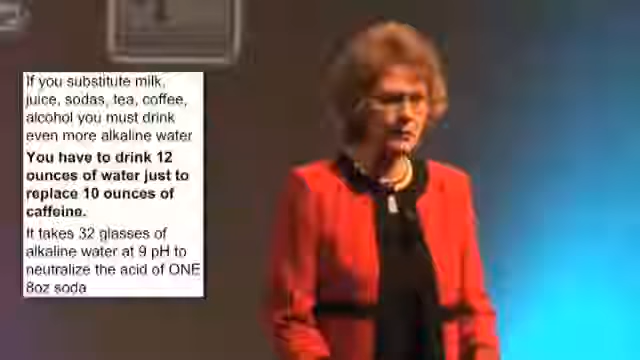 If you substitute milk,
juice, sodas, tea, coffee,
alcohol you must drink
even more alkaline water
You have to drink 12
ounces of water just to
replace 10 ounces of
caffeine.
It takes 32 glasses of
alkaline water at 9 pH to
neutralize the acid of ONE
8oz soda